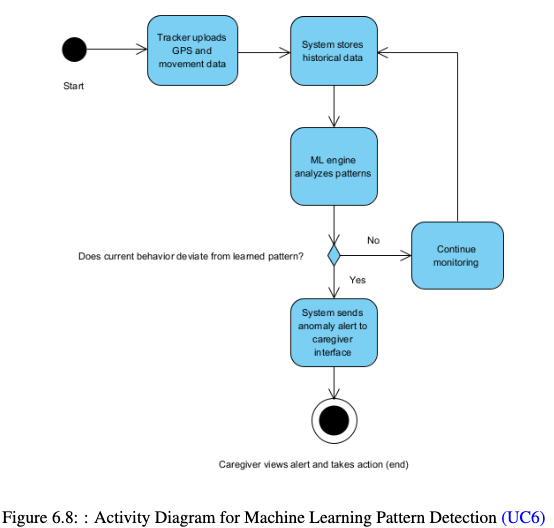 Tracker uploads
GPS and
movement data
System stores
historical data
Start
ML engine
analyzes patterns
Does current behavior deviate from learned pattern?
No
Continue
monitoring
Yes
System sends
anomaly alert to
caregiver
interface
Caregiver views alert and takes action (end)
Figure 6.8: : Activity Diagram for Machine Learning Pattern Detection (UC6)